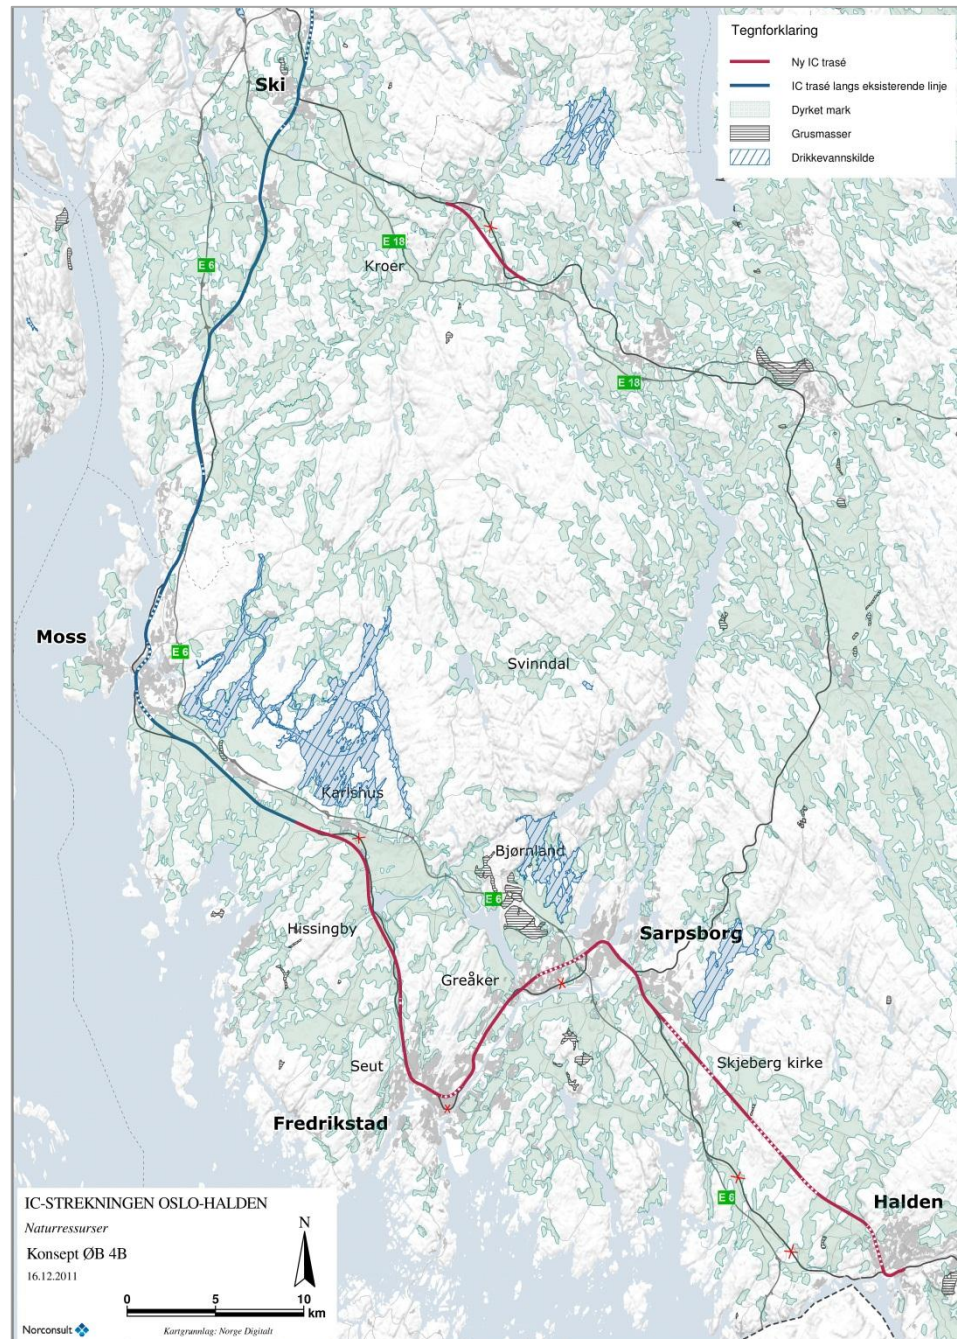 Tegnforklaring
Ny IC trasé
IC trasé langs eksisterende linje
Dyrket mark
Grusmasser
Drikkevannskilde
Ski
E 18
Kroer
E 6
E 18
Moss
E 6
Svinndal
Karlshus
Bjørnland
E 6
Hissingby
Sarpsborg
Greåker
Seut
Skjeberg kirke
Fredrikstad
E 6
Halden
IC-STREKNINGEN OSLO-HALDEN
Naturressurser
Konsept ØB 4B
16.12.2011
N
0 5 10
km
Norconsult
Kartgrunnlag: Norge Digitalt